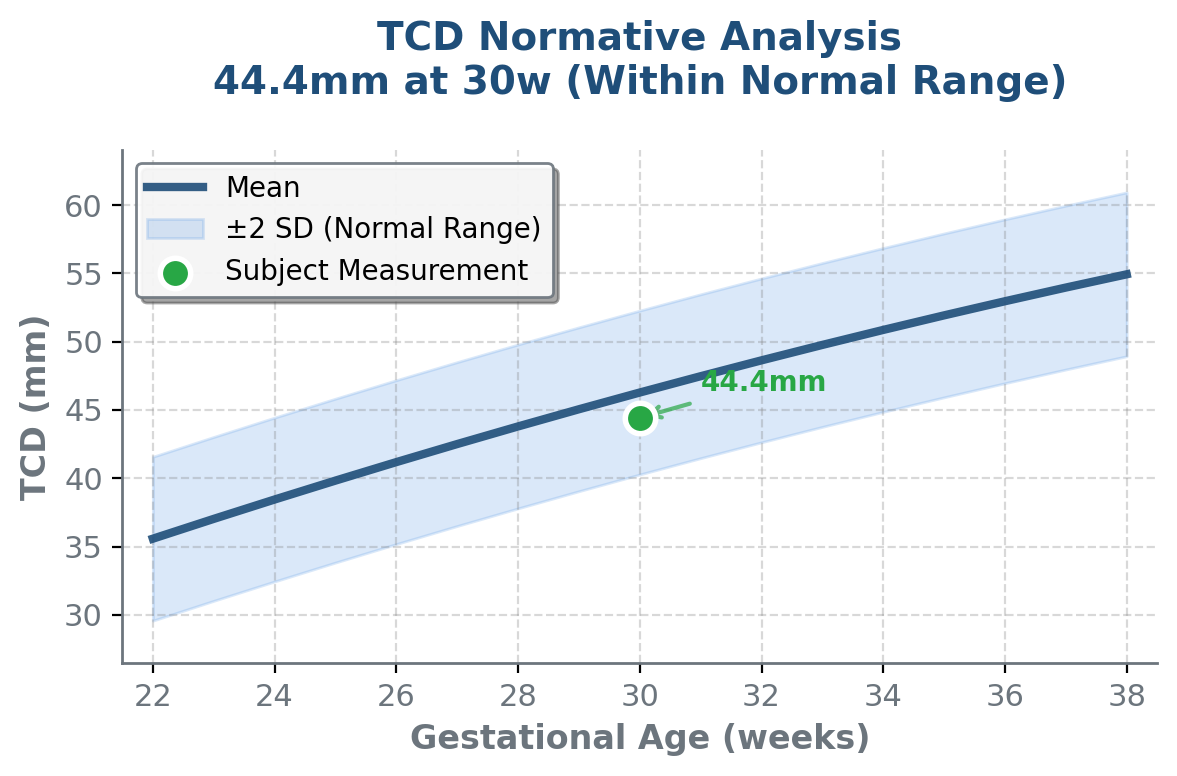 TCD Normative Analysis
44.4mm at 30w (Within Normal Range)
Mean
±2 SD (Normal Range)
Subject Measurement
44.4mm
TCD (mm)
60
55
50
45
40
35
30
22 24 26 28 30 32 34 36 38
Gestational Age (weeks)